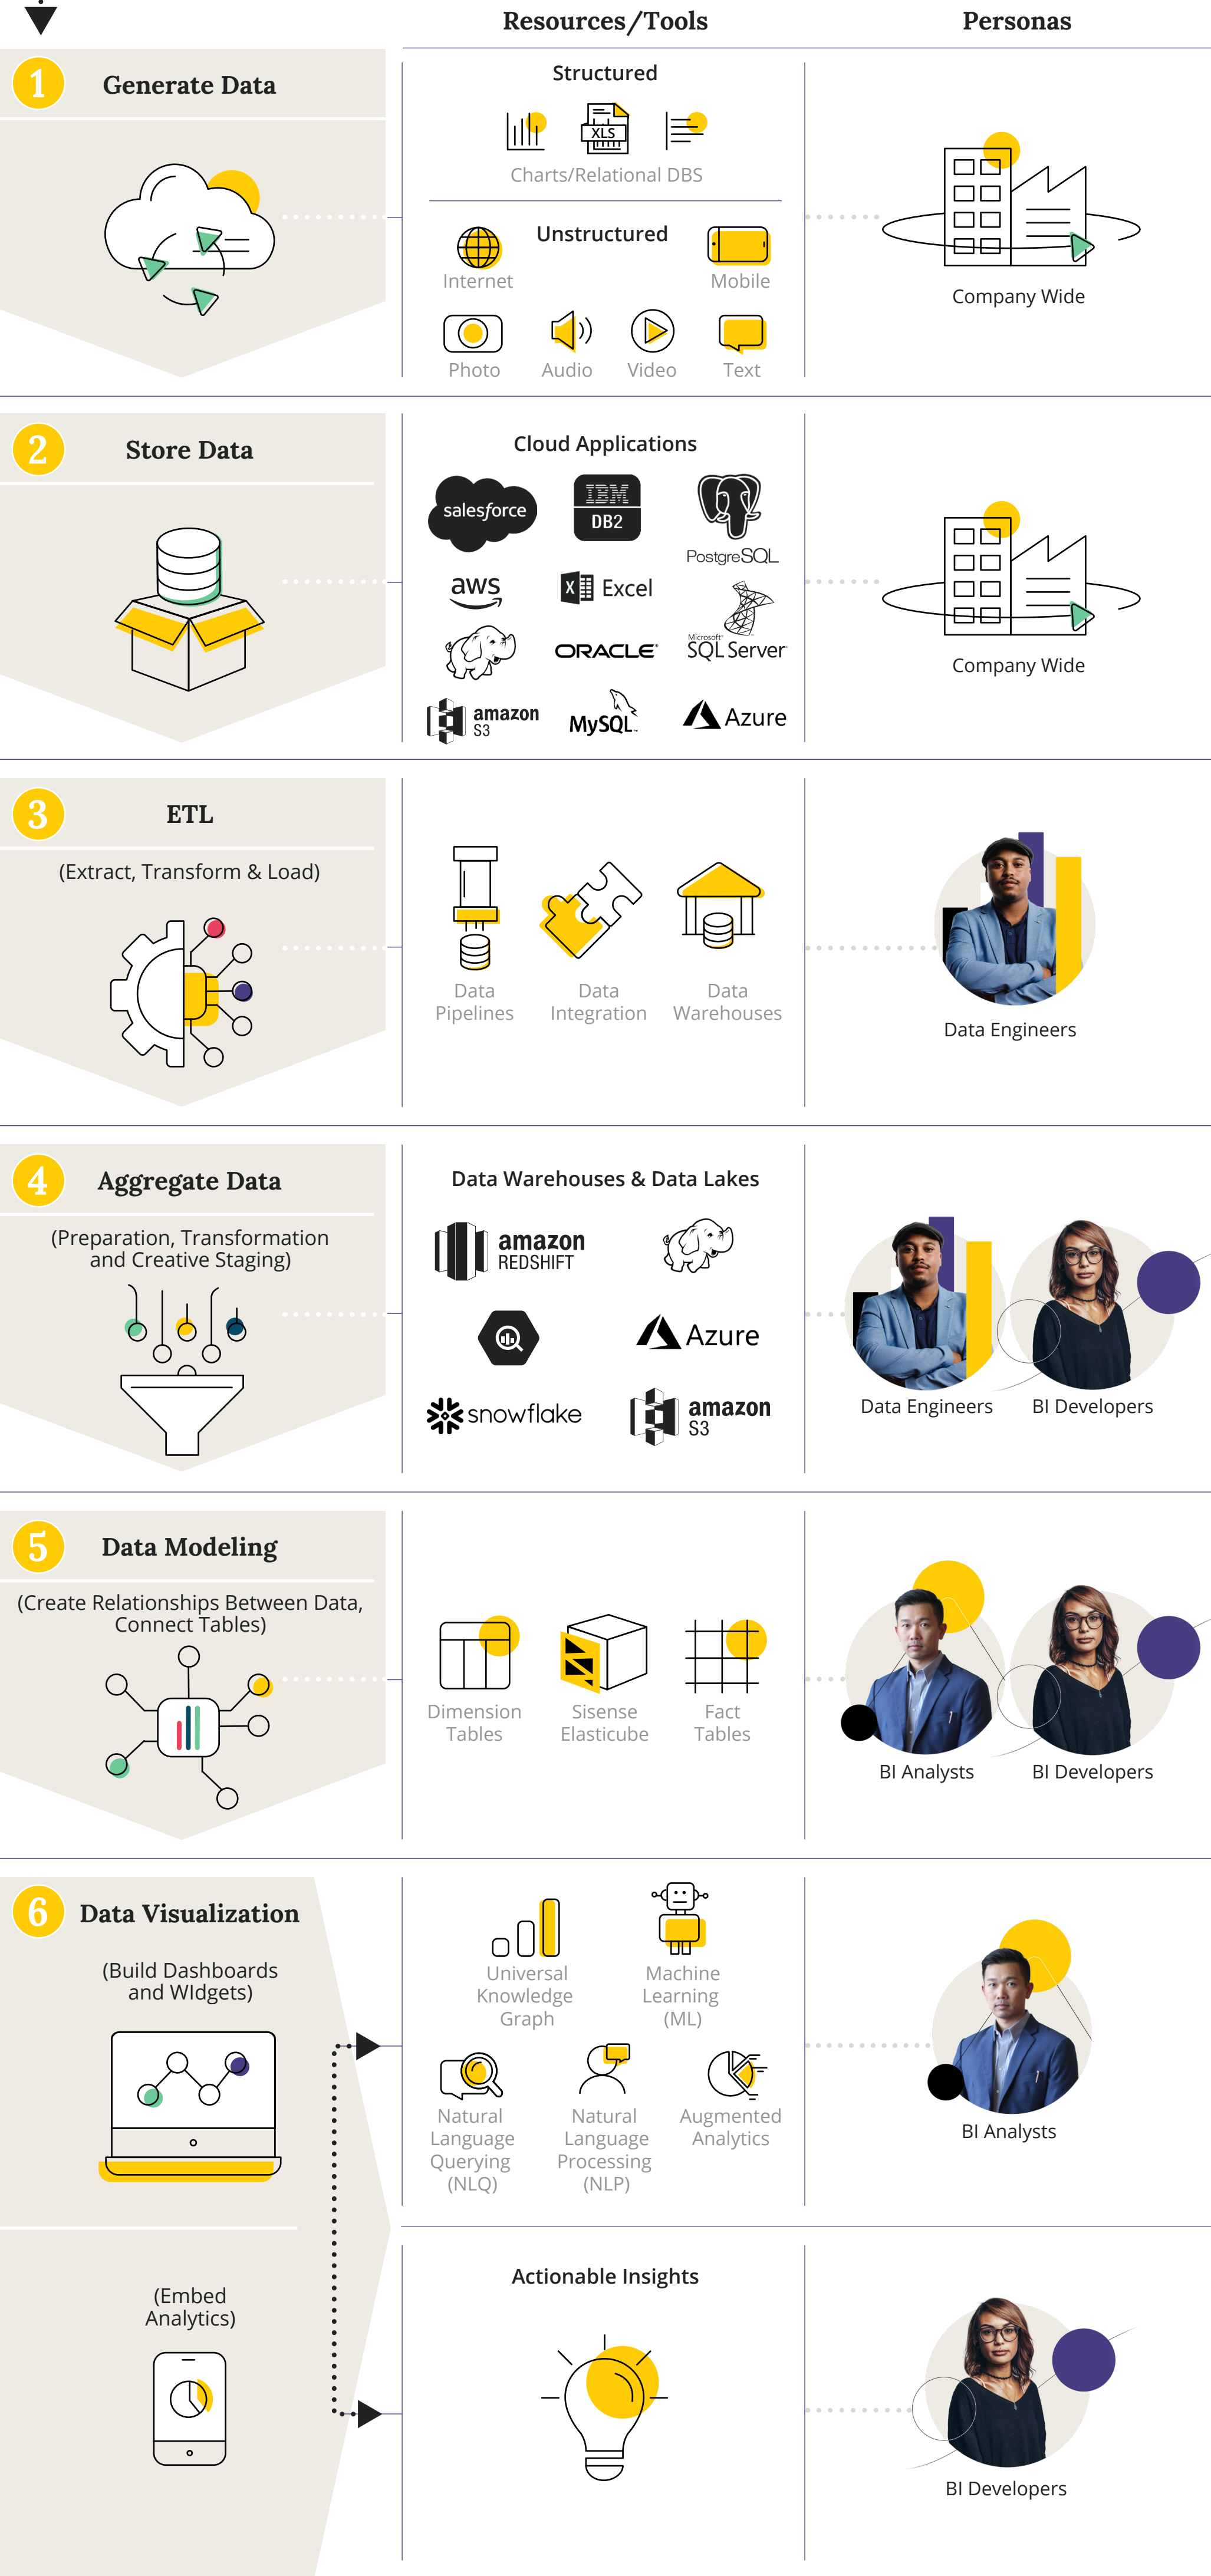 Resources/Tools
Personas
1
Generate Data
Structured
XLS
Charts/Relational DBS
Unstructured
Internet
Mobile
Photo
Audio
Video
Text
Company Wide
2
Store Data
Cloud Applications
salesforce
IBM
DB2
PostgreSQL
aws
X
Excel
ORACLE
Microsoft
SQL Server
amazon
S3
MySQL
Azure
Company Wide
3
ETL
(Extract, Transform & Load)
Data
Pipelines
Data
Integration
Data
Warehouses
Data Engineers
4
Aggregate Data
(Preparation, Transformation
and Creative Staging)
Data Warehouses & Data Lakes
amazon
REDSHIFT
Azure
snowflake
amazon
S3
Data Engineers
BI Developers
5
Data Modeling
(Create Relationships Between Data,
Connect Tables)
Dimension
Tables
Sisense
Elasticube
Fact
Tables
BI Analysts
BI Developers
6
Data Visualization
(Build Dashboards
and WIdgets)
Universal
Knowledge
Graph
Machine
Learning
(ML)
Natural
Language
Querying
(NLQ)
Natural
Language
Processing
(NLP)
Augmented
Analytics
BI Analysts
(Embed
Analytics)
Actionable Insights
BI Developers